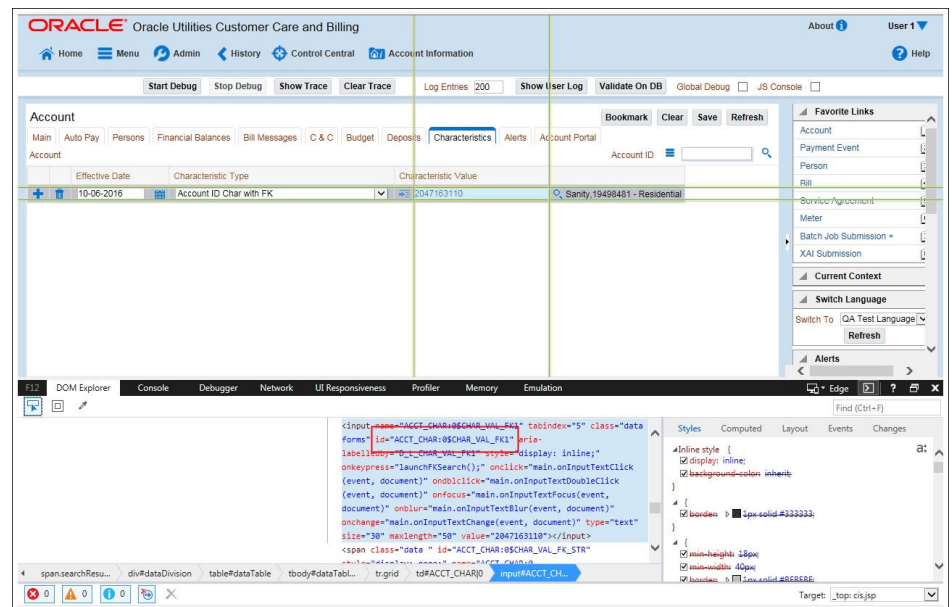 ORACLE Oracle Utilities Customer Care and Billing
About User 1
Home Menu Admin History Control Central Account Information Help
Start Debug Stop Debug Show Trace Clear Trace Log Entries 200 Show User Log Validate On DB Global Debug JS Console
Account Bookmark Clear Save Refresh
Main Auto Pay Persons Financial Balances Bill Messages C & C Budget Deposits Characteristics Alerts Account Portal
Account Account ID
Effective Date Characteristic Type Characteristic Value
10-06-2016 Account ID Char with FK 2047163110 Sanity,19498481 - Residential
Favorite Links
Account
Payment Event
Person
Bill
Service Agreement
Meter
Batch Job Submission +
XAI Submission
Current Context
Switch Language
Switch To QA Test Language
Refresh
Alerts
F12 DOM Explorer Console Debugger Network UI Responsiveness Profiler Memory Emulation Edge ?
Find (Ctrl+F)
<input name="ACCT_CHAR:0$CHAR_VAL_FK1" tabindex="5" class="data
forms" id="ACCT_CHAR:0$CHAR_VAL_FK1" aria-
labelledby="D_L_CHAR_VAL_FK1" style="display: inline;"
onkeypress="launchFKSearch();" onclick="main.onInputTextClick
(event, document)" ondblclick="main.onInputTextDoubleClick
(event, document)" onfocus="main.onInputTextFocus(event,
document)" onblur="main.onInputTextBlur(event, document)"
onchange="main.onInputTextChange(event, document)" type="text"
size="30" maxlength="50" value="2047163110"></input>
<span class="data " id="ACCT_CHAR:0$CHAR_VAL_FK_STR"
Styles Computed Layout Events Changes
Inline style { a:
display: inline;
background-color: inherit;
}
{
border: 1px solid #333333;
}
{
min-height: 18px;
min-width: 40px;
border: 1px solid #BEBEBE;
span.searchResu... div#dataDivision table#dataTable tbody#dataTabl... tr.grid td#ACCT_CHAR|0 input#ACCT_CH...
0 0 0
Target: _top: cis.jsp